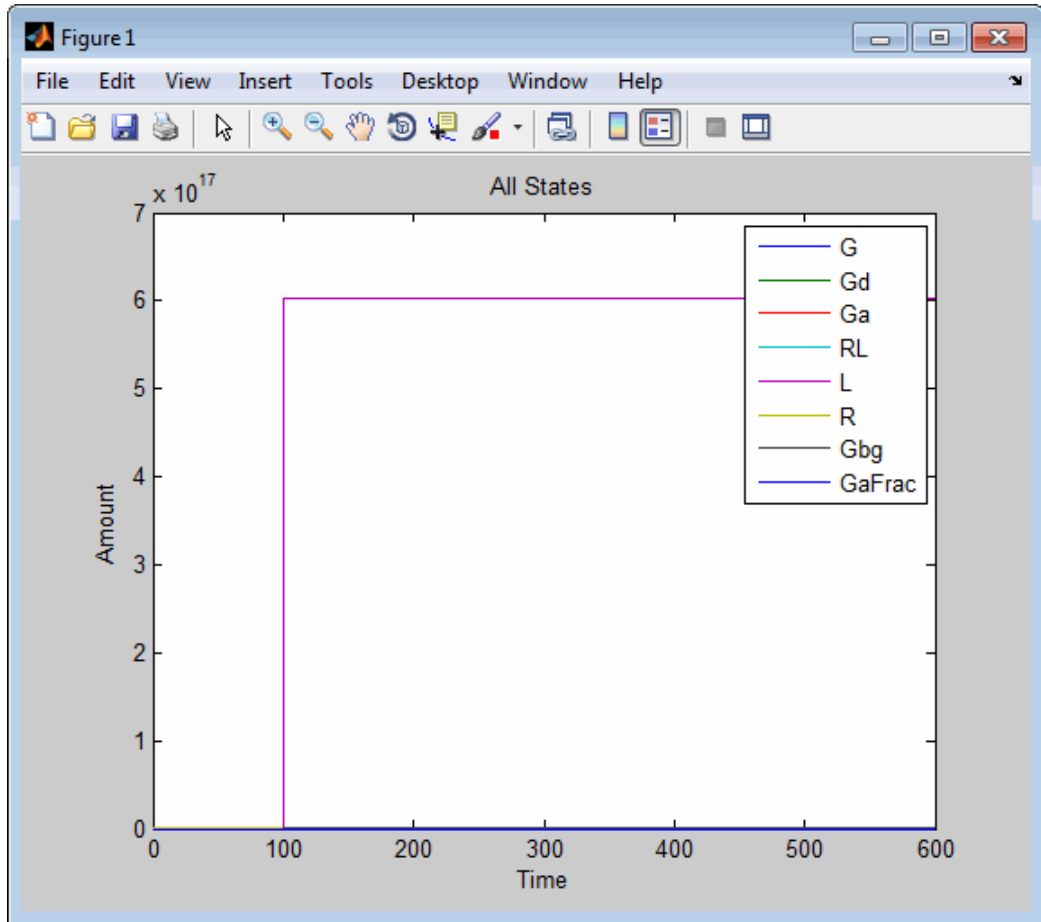 Figure 1
File Edit View Insert Tools Desktop Window Help
x 10^17
All States
7
6
5
4
3
2
1
0
Amount
G
Gd
Ga
RL
L
R
Gbg
GaFrac
0 100 200 300 400 500 600
Time